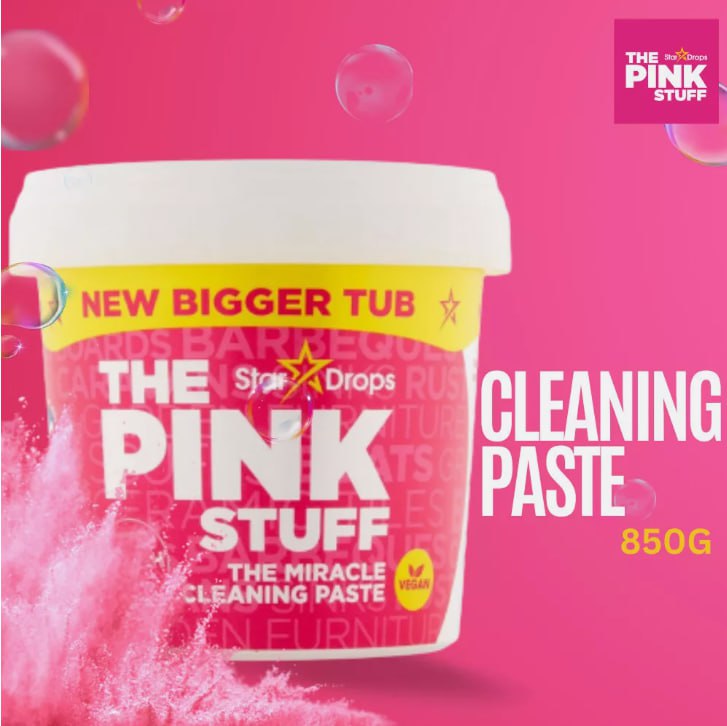 THE Star Drops
PINK
STUFF
NEW BIGGER TUB
BARBEQUES
THE Star Drops
PINK
STUFF
THE MIRACLE
CLEANING PASTE
VEGAN
CLEANING
PASTE
850G